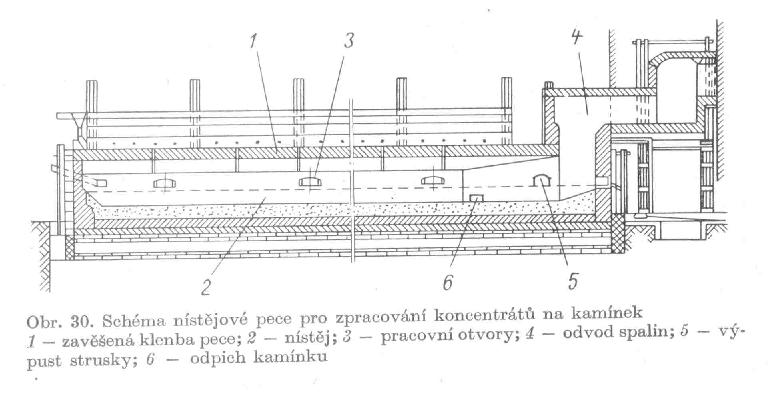 1
3
4
2
6
5
Obr. 30. Schéma nístějové pece pro zpracování koncentrátů na kamínek
1 — zavěšená klenba pece; 2 — nístěj; 3 — pracovní otvory; 4 — odvod spalin; 5 — vý-
pust strusky; 6 — odpich kamínku